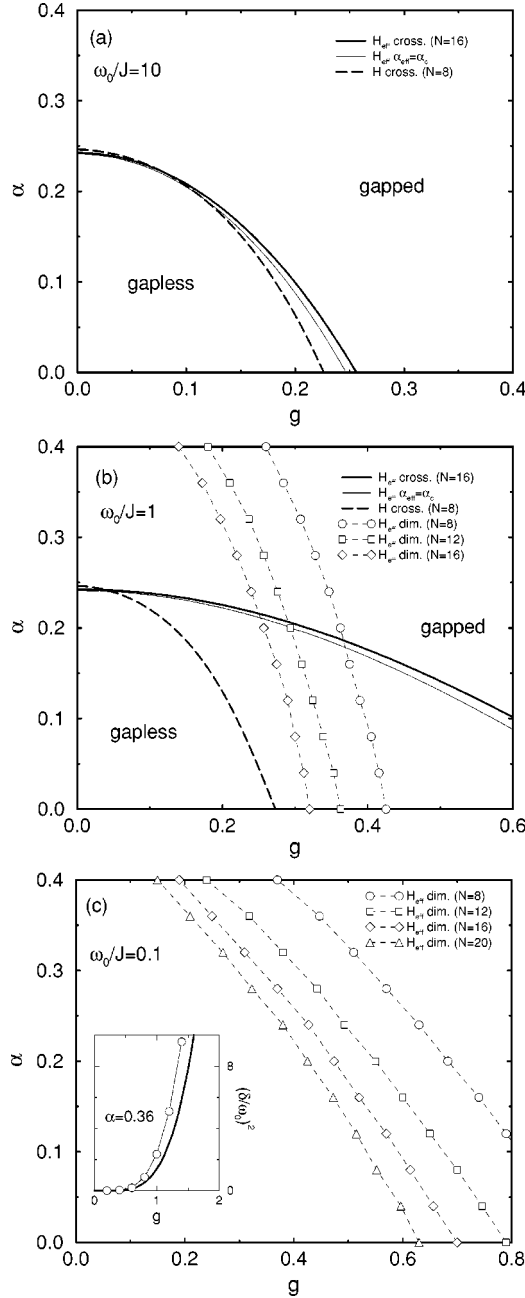 (a)
ω₀/J=10
H_eff cross. (N=16)
H_eff α_eff=α_c
H cross. (N=8)
gapped
gapless
α
0.4
0.3
0.2
0.1
0.0
0.0 0.1 0.2 0.3 0.4
g
(b)
ω₀/J=1
H_eff cross. (N=16)
H_eff α_eff=α_c
H cross. (N=8)
H_eff dim. (N=8)
H_eff dim. (N=12)
H_eff dim. (N=16)
gapped
gapless
α
0.4
0.3
0.2
0.1
0.0
0.0 0.2 0.4 0.6
g
(c)
ω₀/J=0.1
H_eff dim. (N=8)
H_eff dim. (N=12)
H_eff dim. (N=16)
H_eff dim. (N=20)
α
0.4
0.3
0.2
0.1
0.0
α=0.36
8
0
(δ/ω₀)²
0 1 2
g
0.0 0.2 0.4 0.6 0.8
g